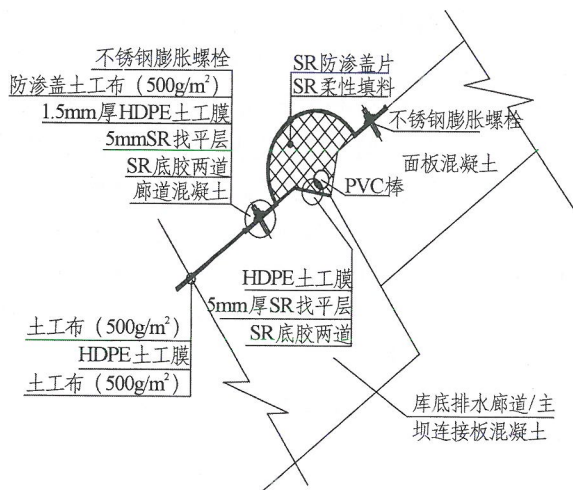 不锈钢膨胀螺栓
防渗盖土工布（500g/m²）
1.5mm厚HDPE土工膜
5mmSR找平层
SR底胶两道
廊道混凝土
SR防渗盖片
SR柔性填料
不锈钢膨胀螺栓
面板混凝土
PVC棒
HDPE土工膜
5mm厚SR找平层
SR底胶两道
土工布（500g/m²）
HDPE土工膜
土工布（500g/m²）
库底排水廊道/主
坝连接板混凝土